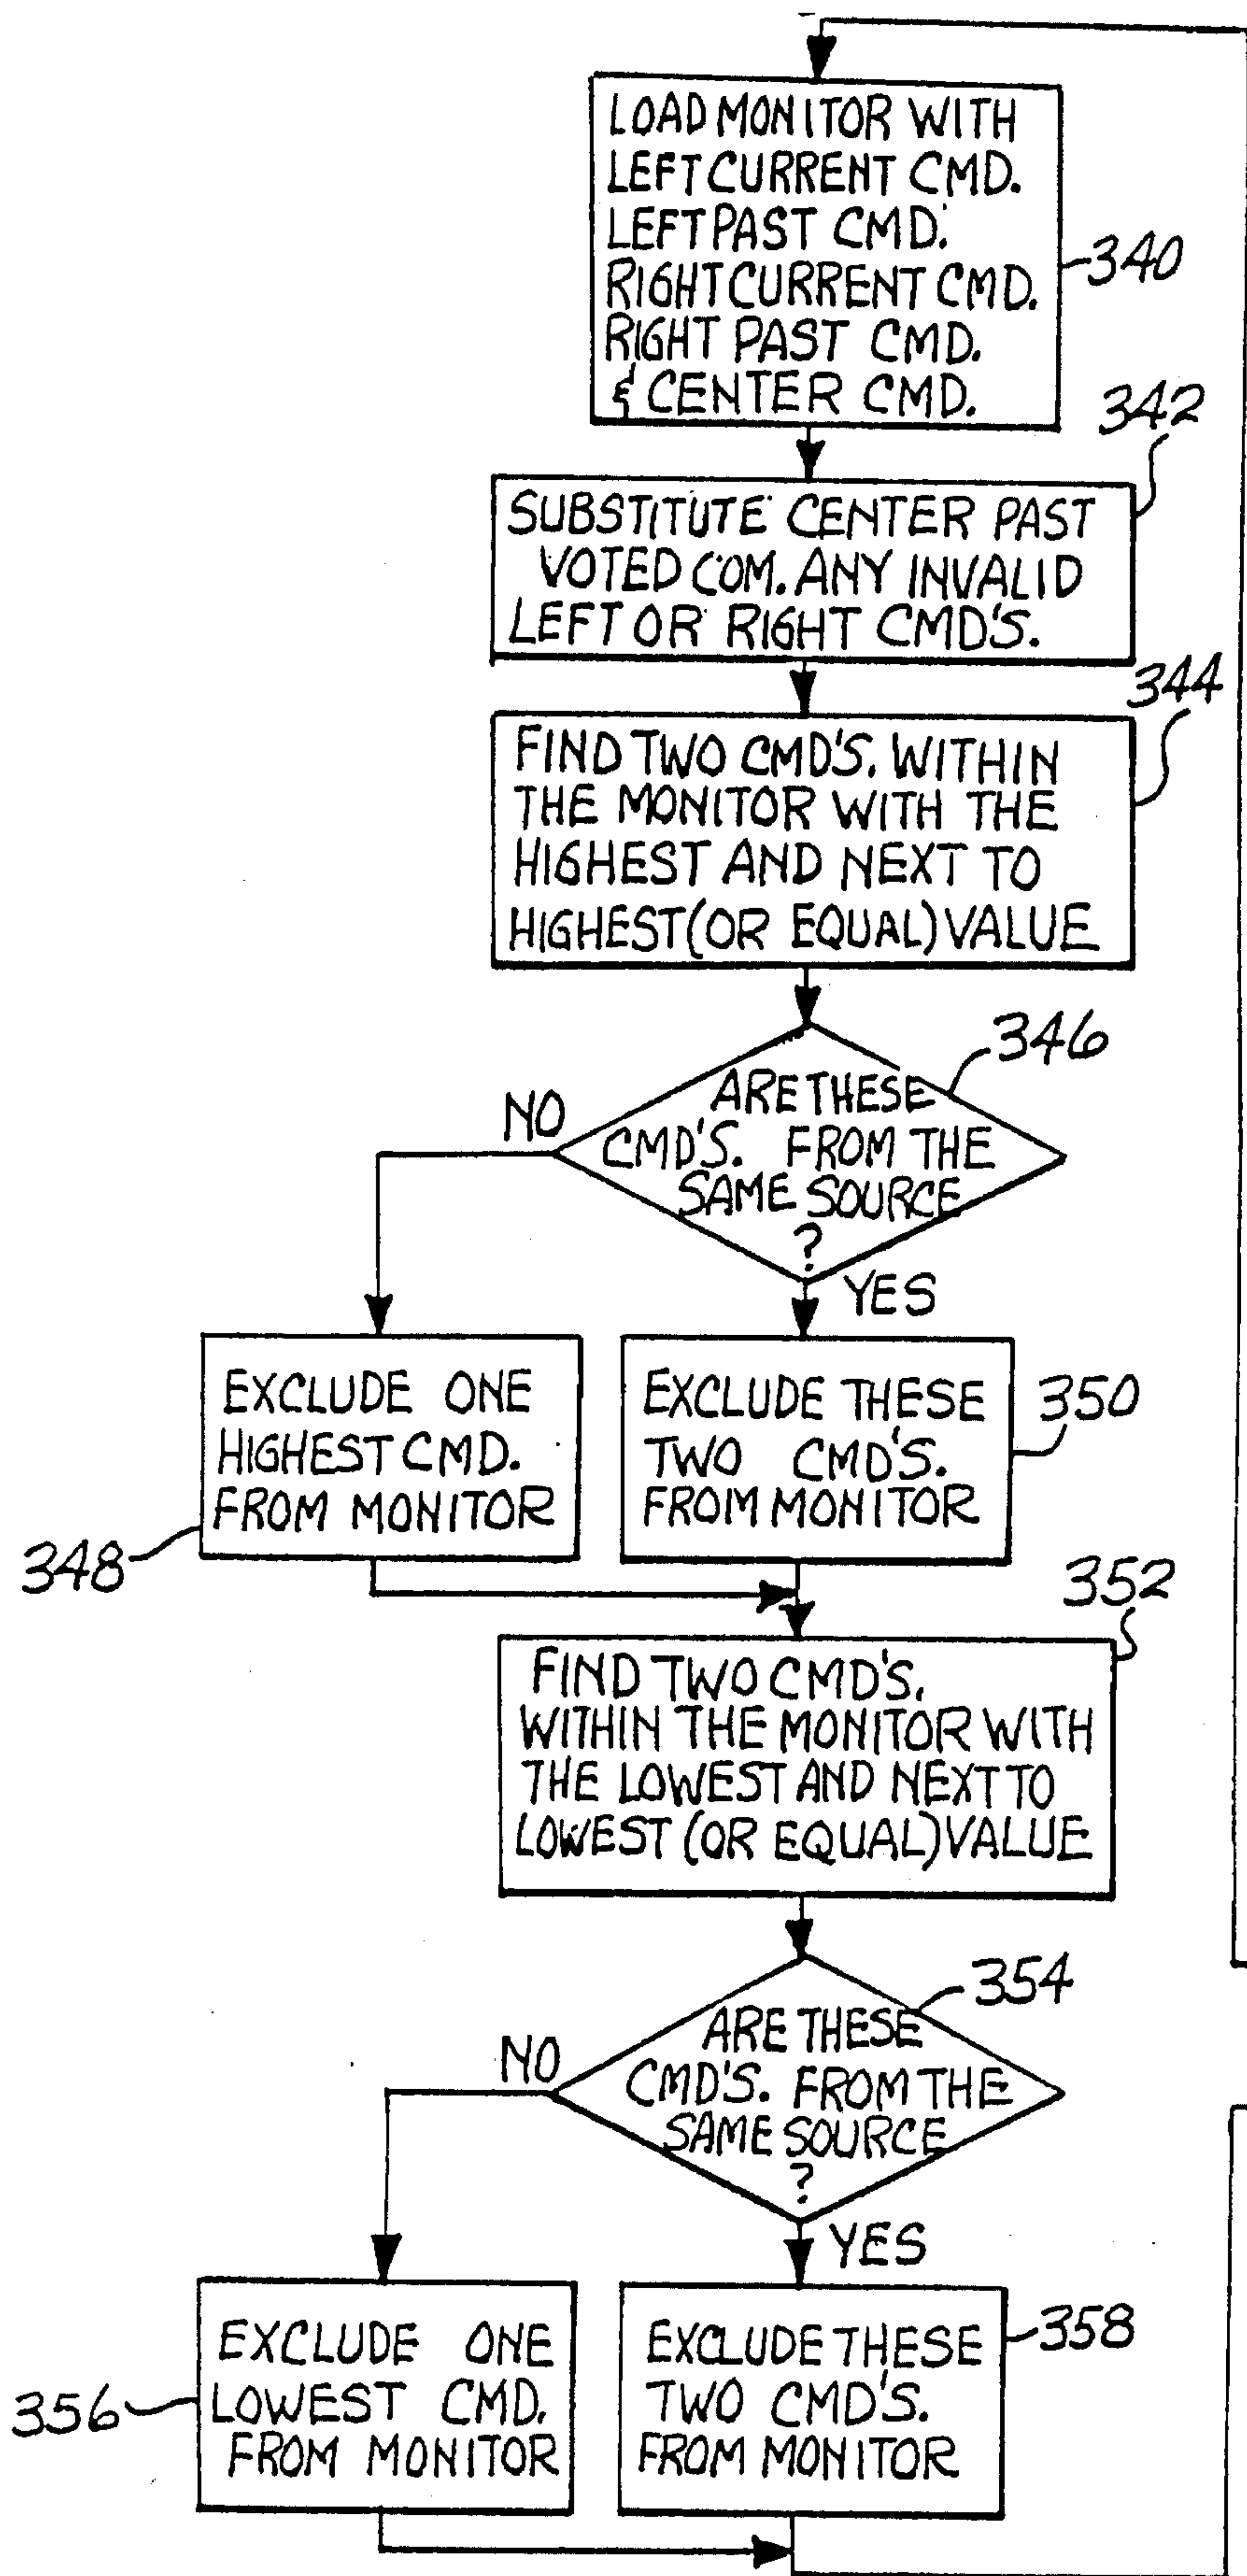 LOAD MONITOR WITH
LEFT CURRENT CMD.
LEFT PAST CMD.
RIGHT CURRENT CMD.
RIGHT PAST CMD.
& CENTER CMD.
340
342
SUBSTITUTE CENTER PAST
VOTED COM. ANY INVALID
LEFT OR RIGHT CMD'S.
344
FIND TWO CMD'S. WITHIN
THE MONITOR WITH THE
HIGHEST AND NEXT TO
HIGHEST (OR EQUAL) VALUE
346
ARE THESE
CMD'S. FROM THE
SAME SOURCE
?
NO
YES
EXCLUDE ONE
HIGHEST CMD.
FROM MONITOR
348
EXCLUDE THESE
TWO CMD'S.
FROM MONITOR
350
352
FIND TWO CMD'S.
WITHIN THE MONITOR WITH
THE LOWEST AND NEXT TO
LOWEST (OR EQUAL) VALUE
354
ARE THESE
CMD'S. FROM THE
SAME SOURCE
?
NO
YES
EXCLUDE ONE
LOWEST CMD.
FROM MONITOR
356
EXCLUDE THESE
TWO CMD'S.
FROM MONITOR
358